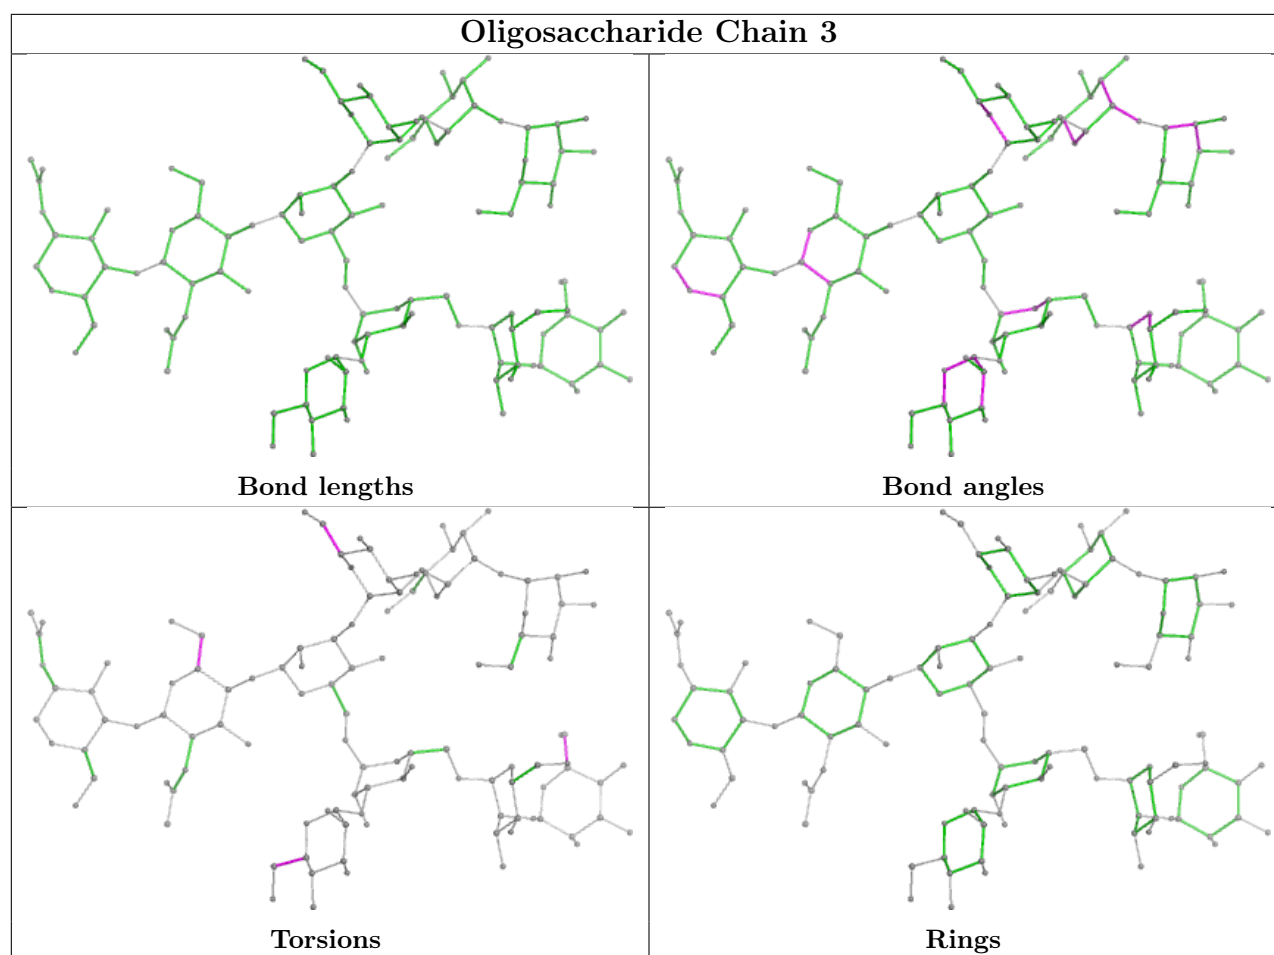 Oligosaccharide Chain 3
Bond lengths
Bond angles
Torsions
Rings